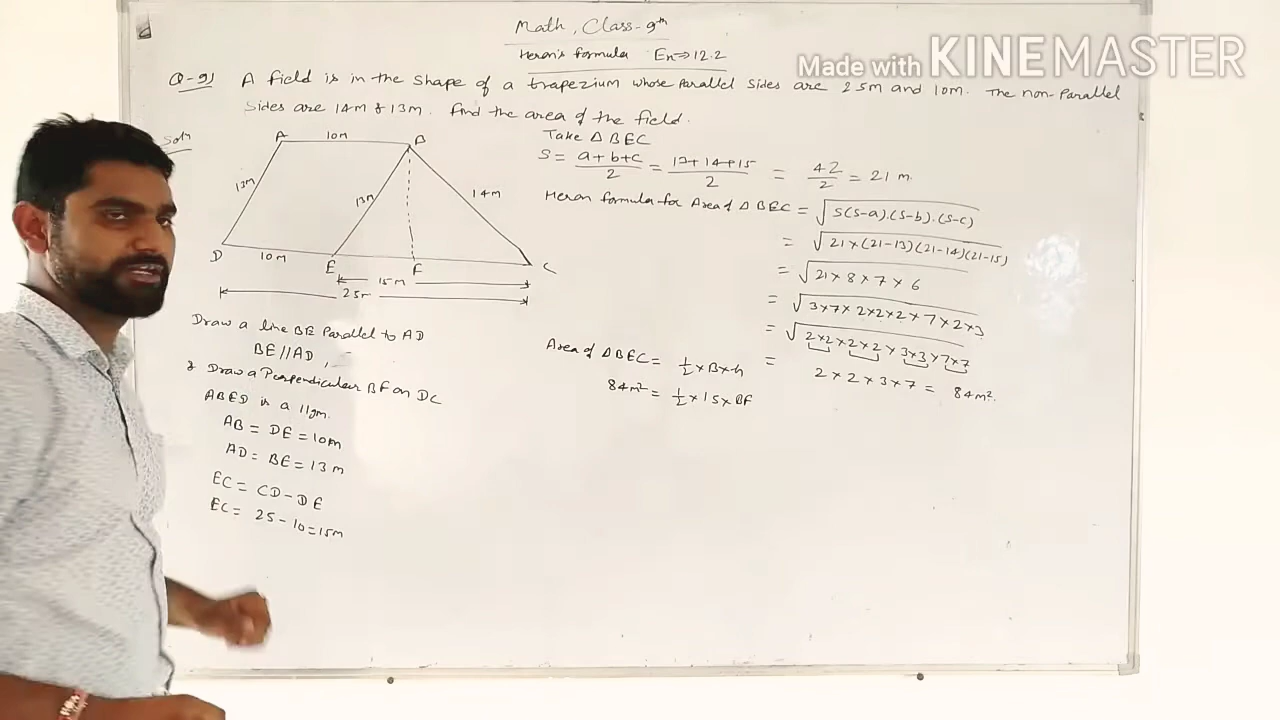 Math, Class-9th
Heron's formula Ex⇒12.2
Made with KINEMASTER
Q-9) A field is in the shape of a trapezium whose Parallel sides are 25m and 10m. The non-Parallel
Sides are 14m & 13m. Find the area of the field.
Soln
A 10m B
13m 13m 14m
D 10m E F C
15m
25m
Draw a line BE Parallel to AD
BE//AD,
& Draw a Perpendicular BF on DC
ABED is a 11gm.
AB = DE = 10m
AD = BE = 13m
EC = CD - DE
EC = 25 - 10 = 15m
Take △BEC
S = a+b+c/2 = 13+14+15/2 = 42/2 = 21 m.
Heron formula for Area of △BEC = √S(S-a).(S-b).(S-c)
= √21×(21-13)(21-14)(21-15)
= √21×8×7×6
= √3×7×2×2×2×7×2×3
= √2×2×2×2×3×3×7×7
= 2×2×3×7 = 84m².
Area of △BEC = 1/2×B×h
84m² = 1/2×15×BF